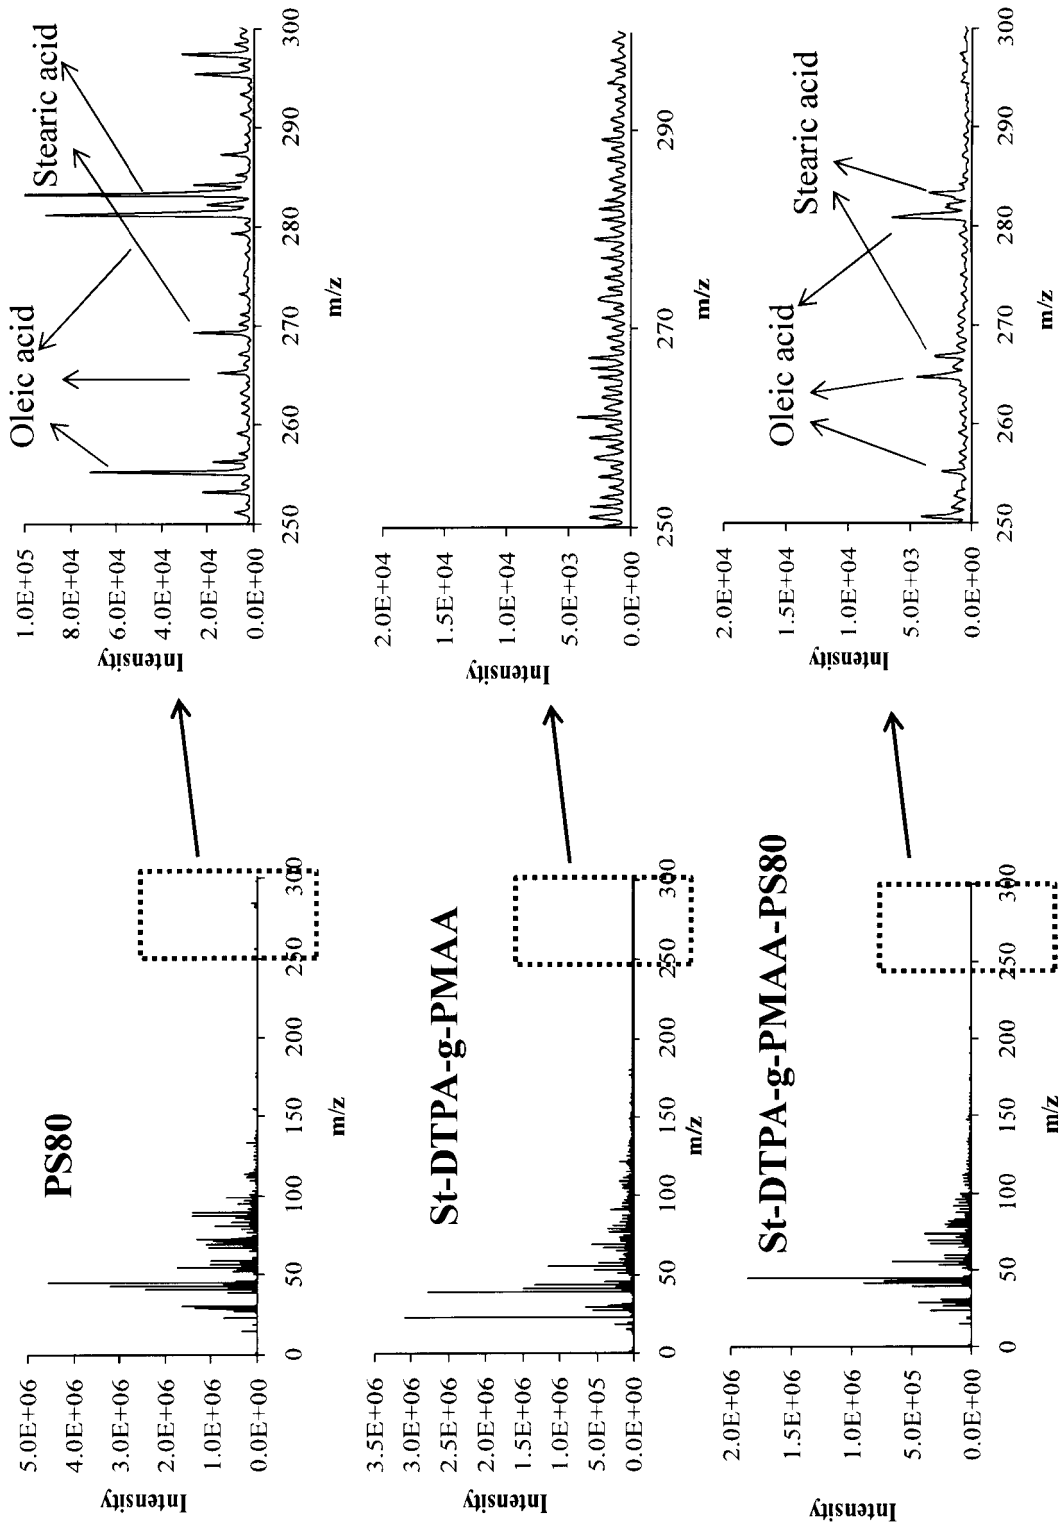 PS80
Intensity
5.0E+06
4.0E+06
3.0E+06
2.0E+06
1.0E+06
0.0E+00
0 50 100 150 200 250 300
m/z
Oleic acid
Stearic acid
Intensity
1.0E+05
8.0E+04
6.0E+04
4.0E+04
2.0E+04
0.0E+00
250 260 270 280 290 300
m/z
St-DTPA-g-PMAA
Intensity
3.5E+06
3.0E+06
2.5E+06
2.0E+06
1.5E+06
1.0E+06
5.0E+05
0.0E+00
0 50 100 150 200 250 300
m/z
Intensity
2.0E+04
1.5E+04
1.0E+04
5.0E+03
0.0E+00
250 270 290
m/z
St-DTPA-g-PMAA-PS80
Intensity
2.0E+06
1.5E+06
1.0E+06
5.0E+05
0.0E+00
0 50 100 150 200 250 300
m/z
Oleic acid
Stearic acid
Intensity
2.0E+04
1.5E+04
1.0E+04
5.0E+03
0.0E+00
250 260 270 280 290 300
m/z